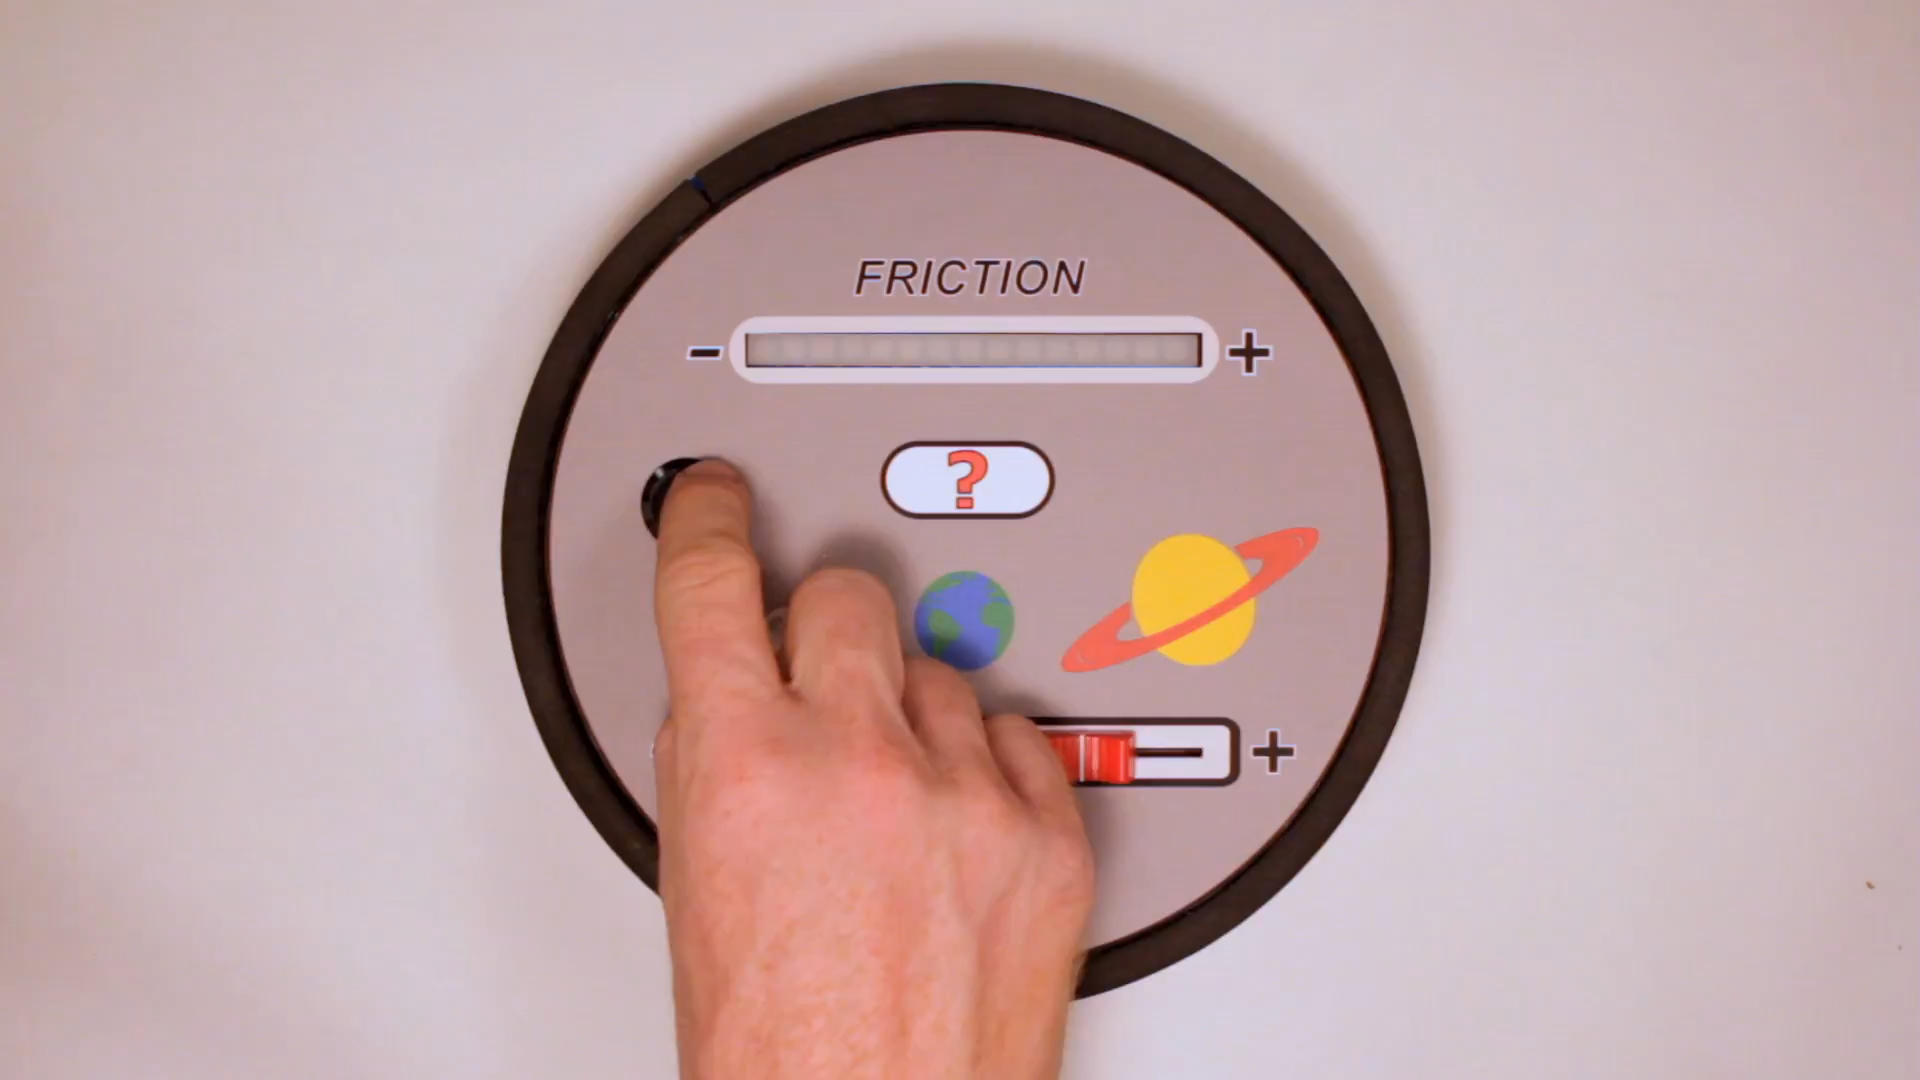 FRICTION
- +
?
+